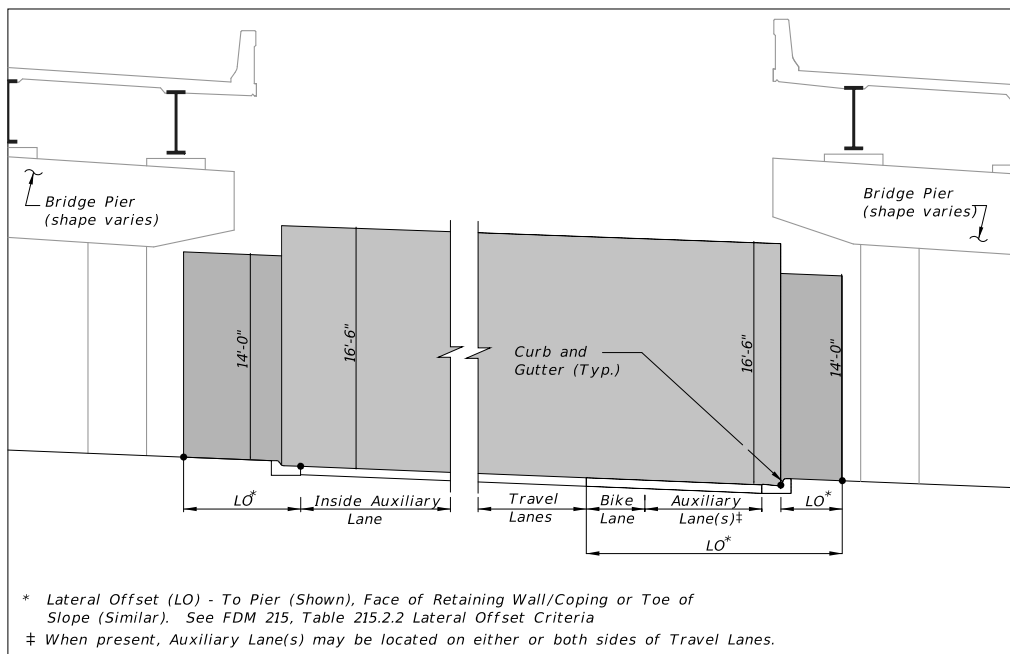 Bridge Pier
(shape varies)
Bridge Pier
(shape varies)
14'-0"
16'-6"
16'-6"
14'-0"
Curb and
Gutter (Typ.)
LO*
Inside Auxiliary
Lane
Travel
Lanes
Bike
Lane
Auxiliary
Lane(s)‡
LO*
LO*
* Lateral Offset (LO) - To Pier (Shown), Face of Retaining Wall/Coping or Toe of
Slope (Similar). See FDM 215, Table 215.2.2 Lateral Offset Criteria
‡ When present, Auxiliary Lane(s) may be located on either or both sides of Travel Lanes.